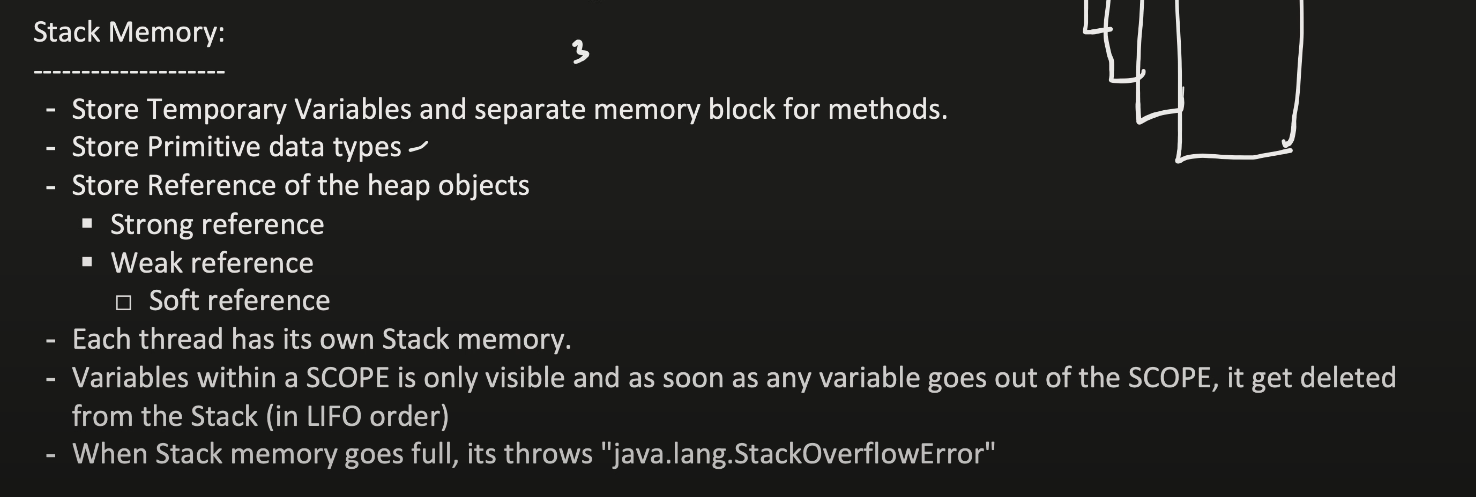 Stack Memory:
3
--------------------
- Store Temporary Variables and separate memory block for methods.
- Store Primitive data types
- Store Reference of the heap objects
▪ Strong reference
▪ Weak reference
□ Soft reference
- Each thread has its own Stack memory.
- Variables within a SCOPE is only visible and as soon as any variable goes out of the SCOPE, it get deleted
from the Stack (in LIFO order)
- When Stack memory goes full, its throws "java.lang.StackOverflowError"